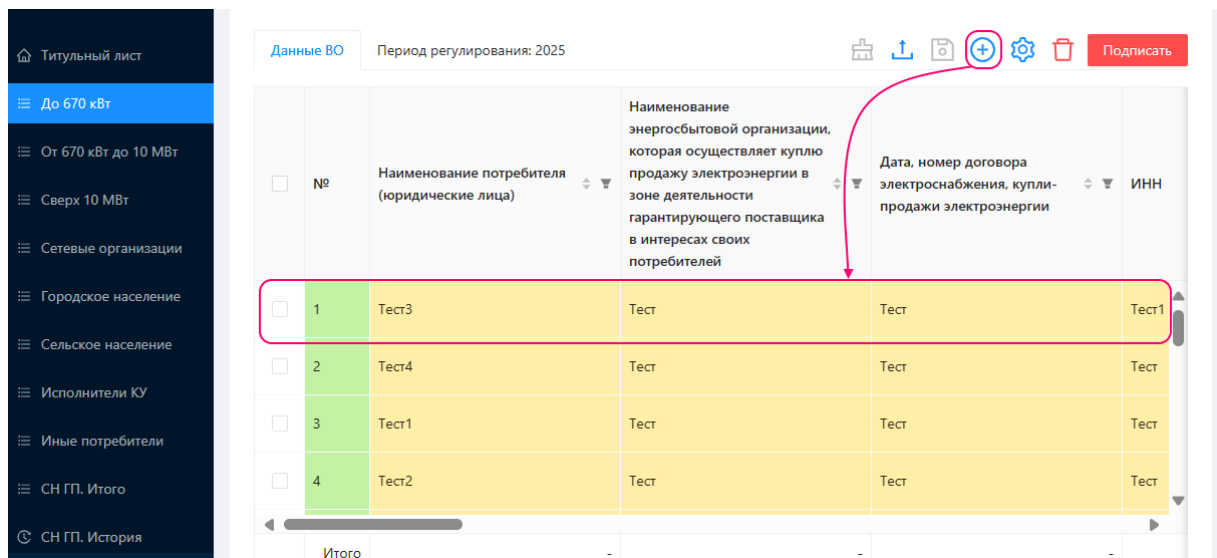 Титульный лист
До 670 кВт
От 670 кВт до 10 МВт
Сверх 10 МВт
Сетевые организации
Городское население
Сельское население
Исполнители КУ
Иные потребители
СН ГП. Итого
СН ГП. История
Данные ВО
Период регулирования: 2025
Подписать
№
Наименование потребителя
(юридические лица)
Наименование
энергосбытовой организации,
которая осуществляет куплю
продажу электроэнергии в
зоне деятельности
гарантирующего поставщика
в интересах своих
потребителей
Дата, номер договора
электроснабжения, купли-
продажи электроэнергии
ИНН
1 Тест3 Тест Тест Тест1
2 Тест4 Тест Тест Тест
3 Тест1 Тест Тест Тест
4 Тест2 Тест Тест Тест
Итого - - -